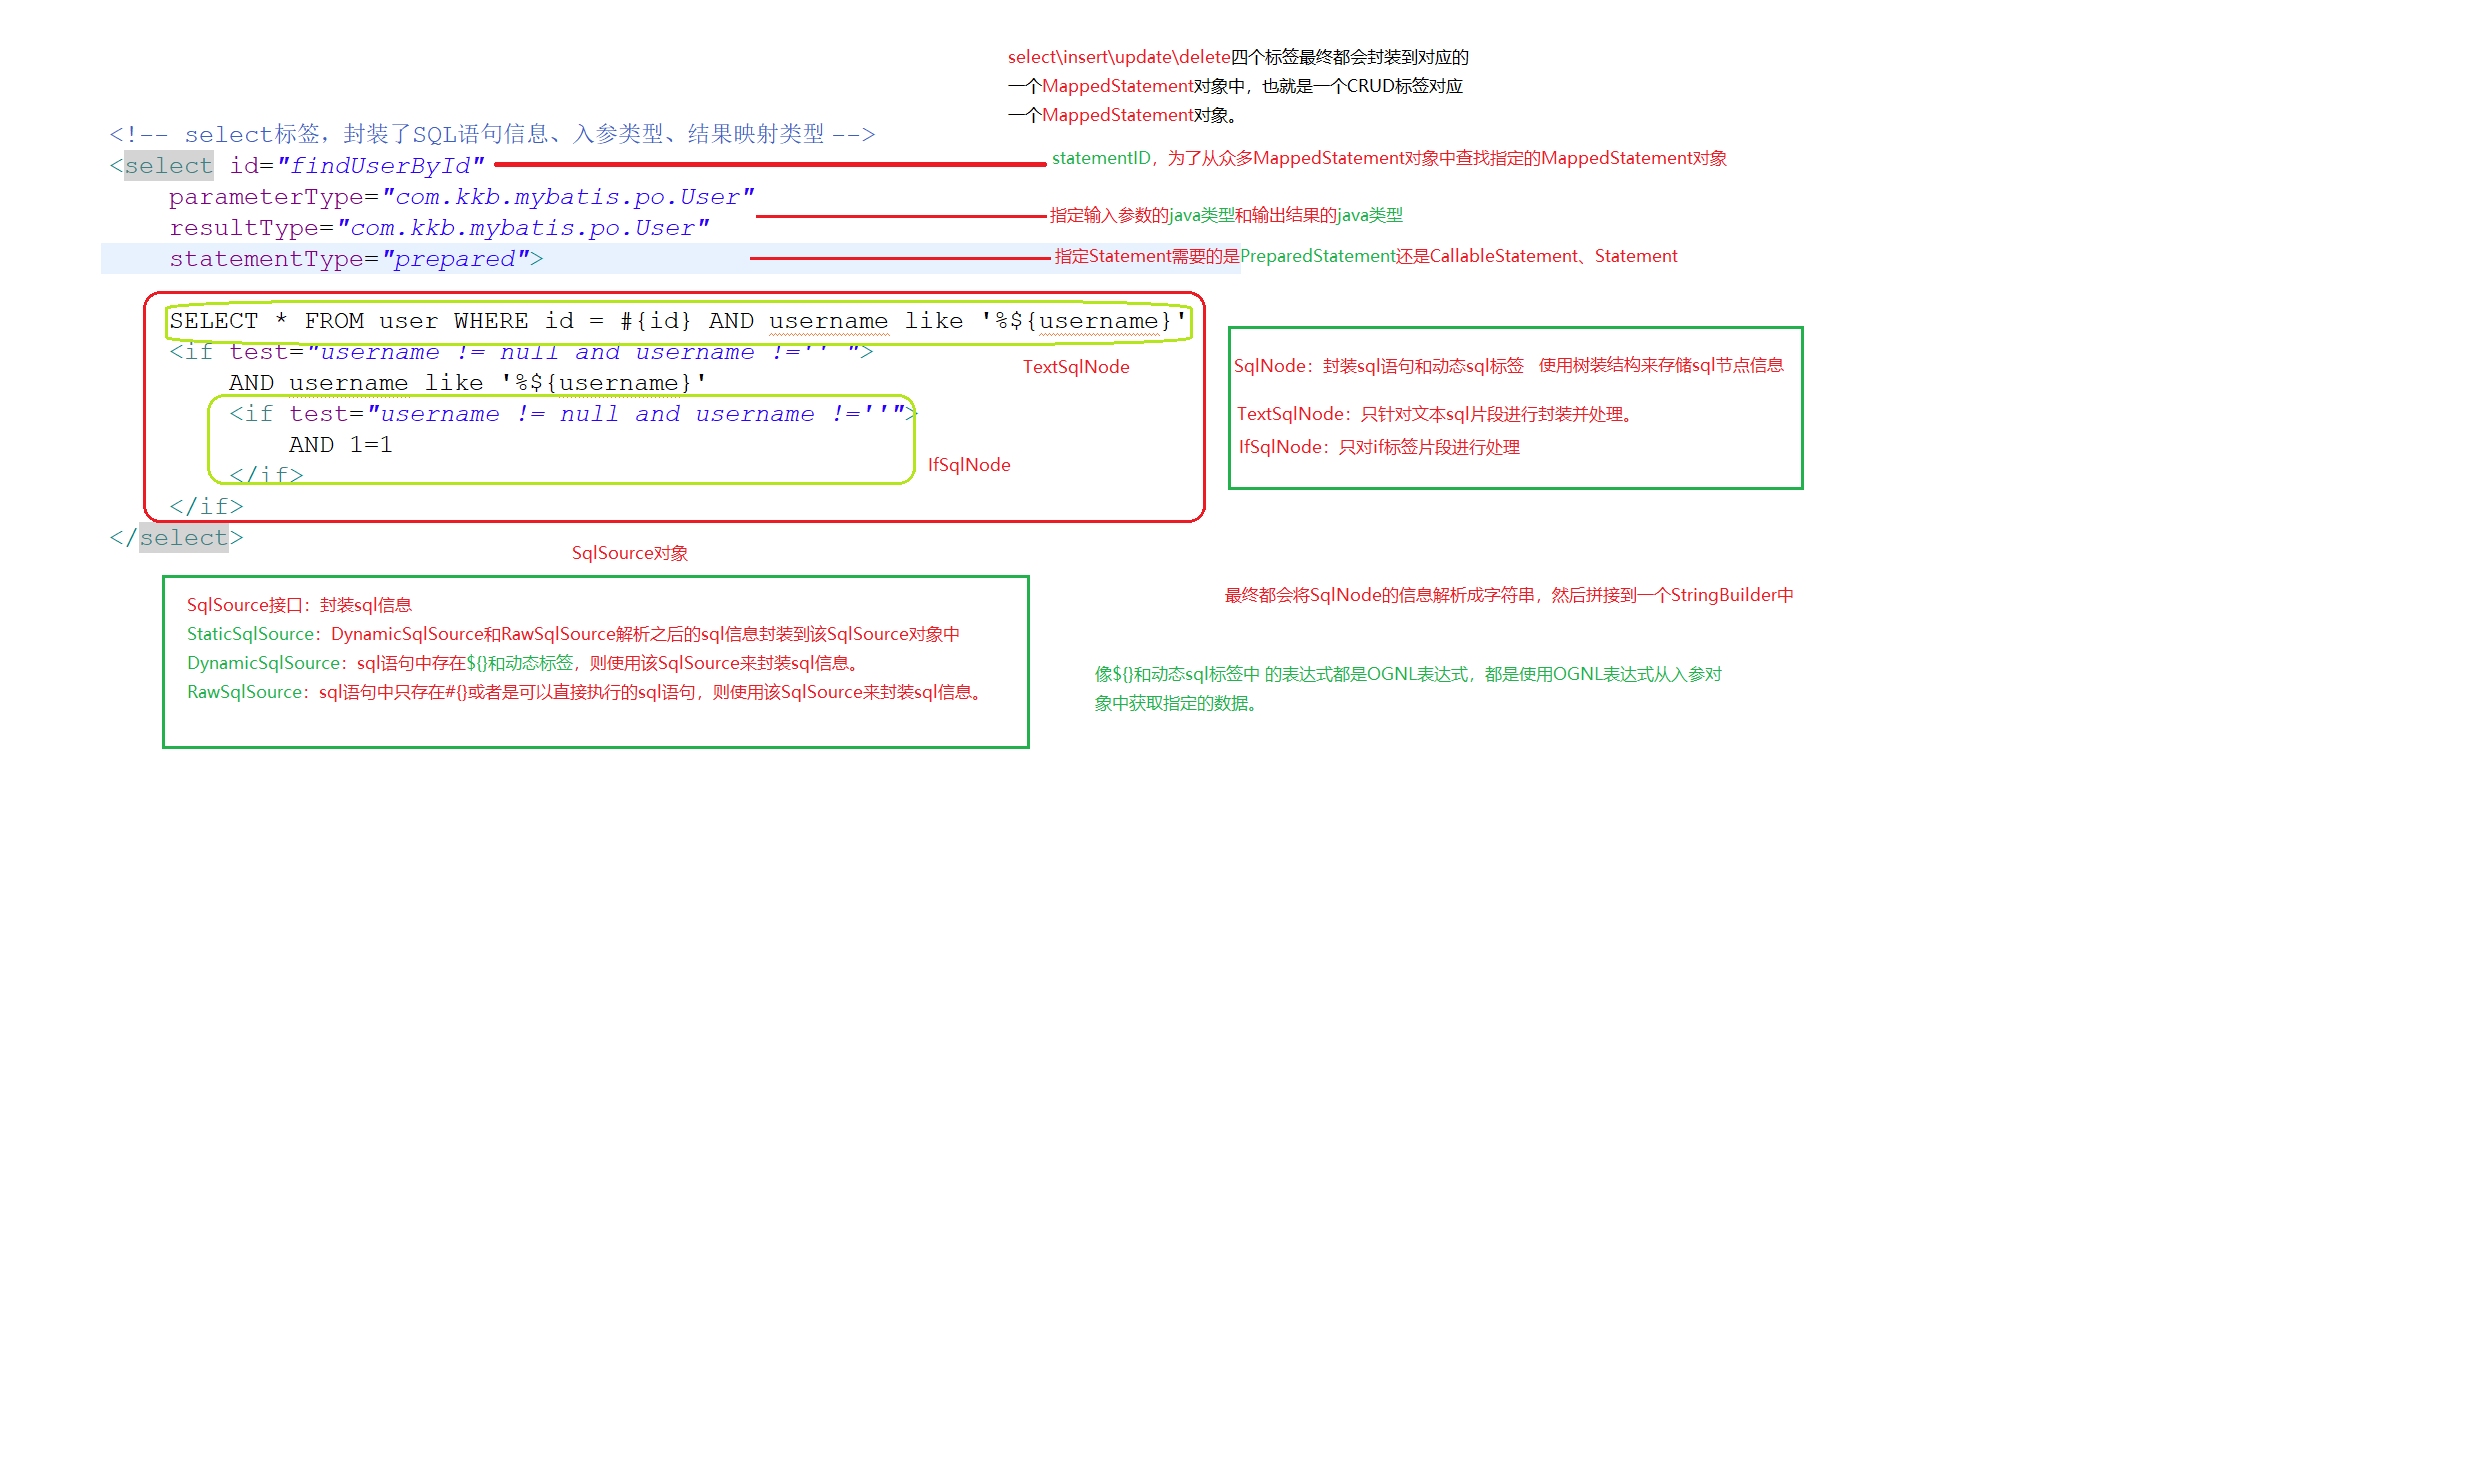 select\insert\update\delete四个标签最终都会封装到对应的
一个MappedStatement对象中，也就是一个CRUD标签对应
一个MappedStatement对象。
<!-- select标签，封装了SQL语句信息、入参类型、结果映射类型 -->
<select id="findUserById"
statementID，为了从众多MappedStatement对象中查找指定的MappedStatement对象
parameterType="com.kkb.mybatis.po.User"
指定输入参数的java类型和输出结果的java类型
resultType="com.kkb.mybatis.po.User"
statementType="prepared">
指定Statement需要的是PreparedStatement还是CallableStatement、Statement
SELECT * FROM user WHERE id = #{id} AND username like '%${username}'
<if test="username != null and username !='' ">
TextSqlNode
AND username like '%${username}'
<if test="username != null and username !=''">
AND 1=1
</if>
IfSqlNode
</if>
</select>
SqlSource对象
SqlNode：封装sql语句和动态sql标签 使用树装结构来存储sql节点信息
TextSqlNode：只针对文本sql片段进行封装并处理。
IfSqlNode：只对if标签片段进行处理
SqlSource接口：封装sql信息
StaticSqlSource：DynamicSqlSource和RawSqlSource解析之后的sql信息封装到该SqlSource对象中
DynamicSqlSource：sql语句中存在${}和动态标签，则使用该SqlSource来封装sql信息。
RawSqlSource：sql语句中只存在#{}或者是可以直接执行的sql语句，则使用该SqlSource来封装sql信息。
最终都会将SqlNode的信息解析成字符串，然后拼接到一个StringBuilder中
像${}和动态sql标签中 的表达式都是OGNL表达式，都是使用OGNL表达式从入参对
象中获取指定的数据。